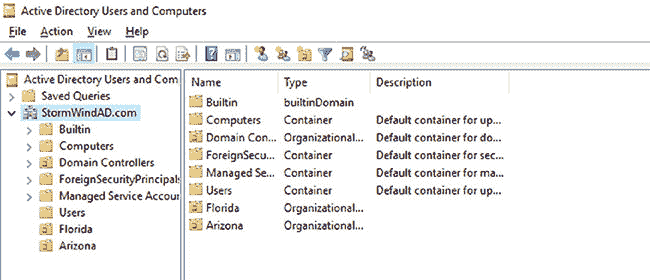 Active Directory Users and Computers
File Action View Help
Active Directory Users and Com
Saved Queries
StormWindAD.com
Builtin
Computers
Domain Controllers
ForeignSecurityPrincipals
Managed Service Accour
Users
Florida
Arizona
Name Type Description
Builtin builtinDomain
Computers Container Default container for up...
Domain Con... Organizational... Default container for do...
ForeignSecu... Container Default container for sec...
Managed Se... Container Default container for ma...
Users Container Default container for up...
Florida Organizational...
Arizona Organizational...